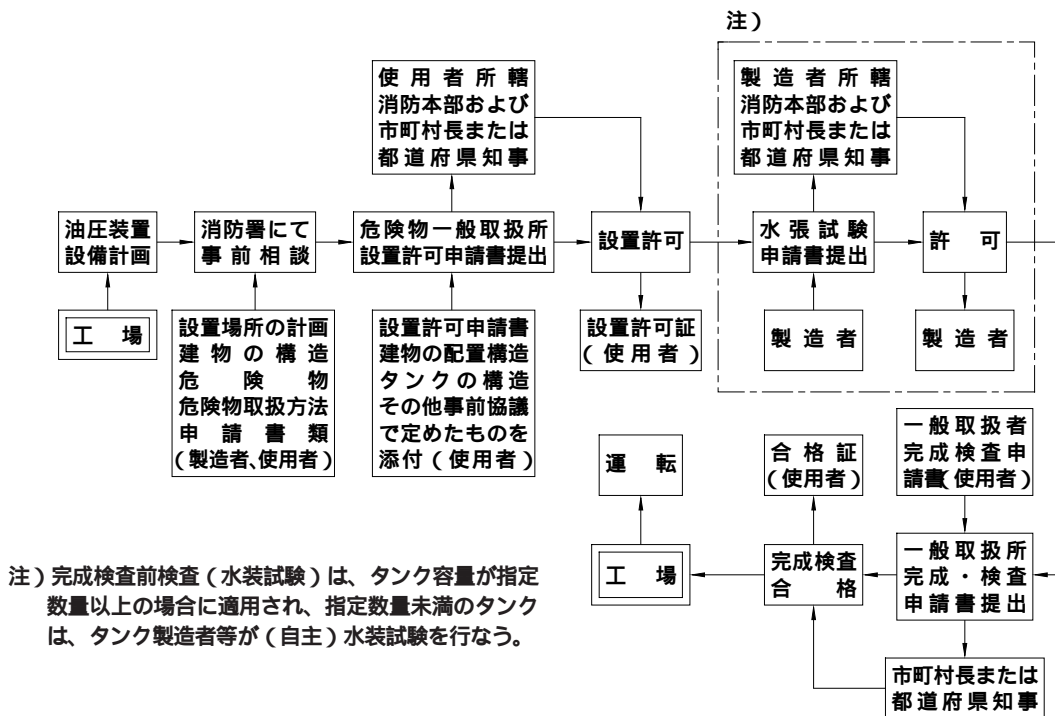 注）
使用者所轄
消防本部および
市町村長または
都道府県知事
製造者所轄
消防本部および
市町村長または
都道府県知事
油圧装置
設備計画
消防署にて
事前相談
危険物一般取扱所
設置許可申請書提出
設置許可
水張試験
申請書提出
許可
工場
設置場所の計画
建物の構造
危険物
危険物取扱方法
申請書類
(製造者、使用者)
設置許可申請書
建物の配置構造
タンクの構造
その他事前協議
で定めたものを
添付(使用者)
設置許可証
(使用者)
製造者
製造者
運転
合格証
(使用者)
一般取扱者
完成検査申
請書(使用者)
工場
完成検査
合格
一般取扱所
完成・検査
申請書提出
市町村長または
都道府県知事
注）完成検査前検査（水装試験）は、タンク容量が指定
数量以上の場合に適用され、指定数量未満のタンク
は、タンク製造者等が（自主）水装試験を行なう。